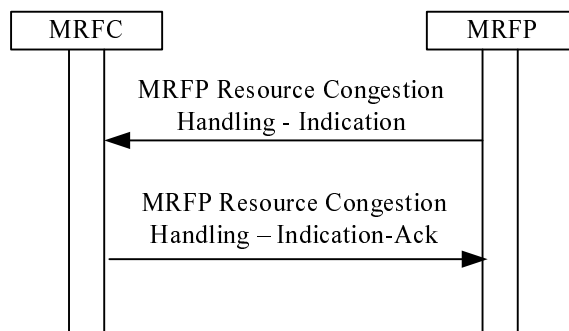 MRFC
MRFP
MRFP Resource Congestion
Handling - Indication
MRFP Resource Congestion
Handling – Indication-Ack